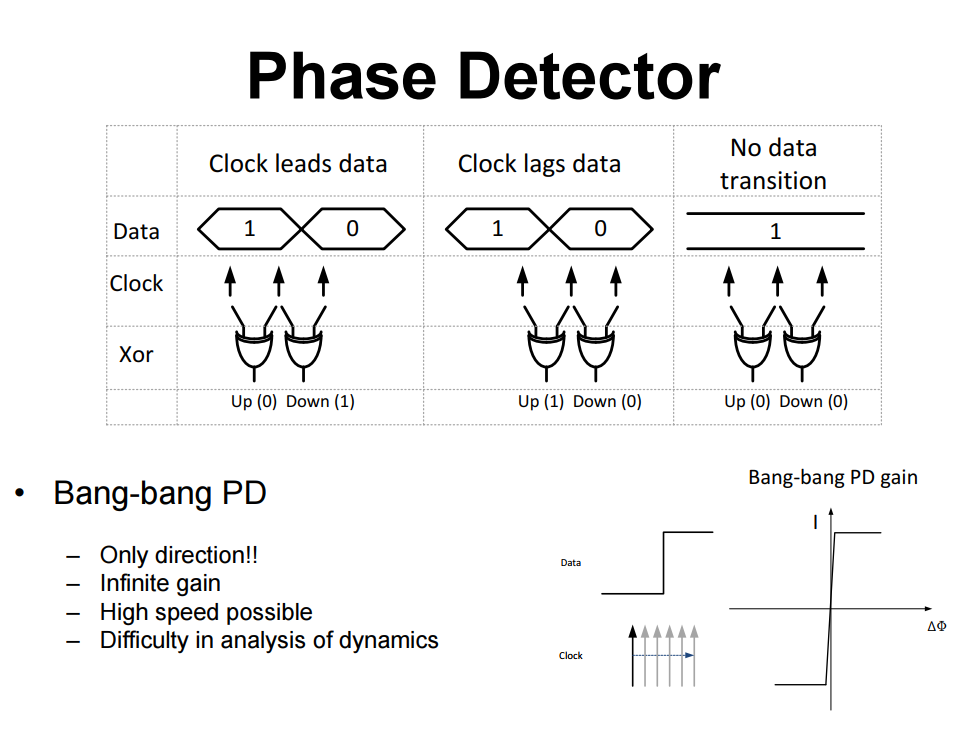 Phase Detector
Clock leads data
Clock lags data
No data
transition
Data
1
0
1
0
1
Clock
Xor
Up (0) Down (1)
Up (1) Down (0)
Up (0) Down (0)
• Bang-bang PD
– Only direction!!
– Infinite gain
– High speed possible
– Difficulty in analysis of dynamics
Data
Clock
Bang-bang PD gain
I
ΔΦ